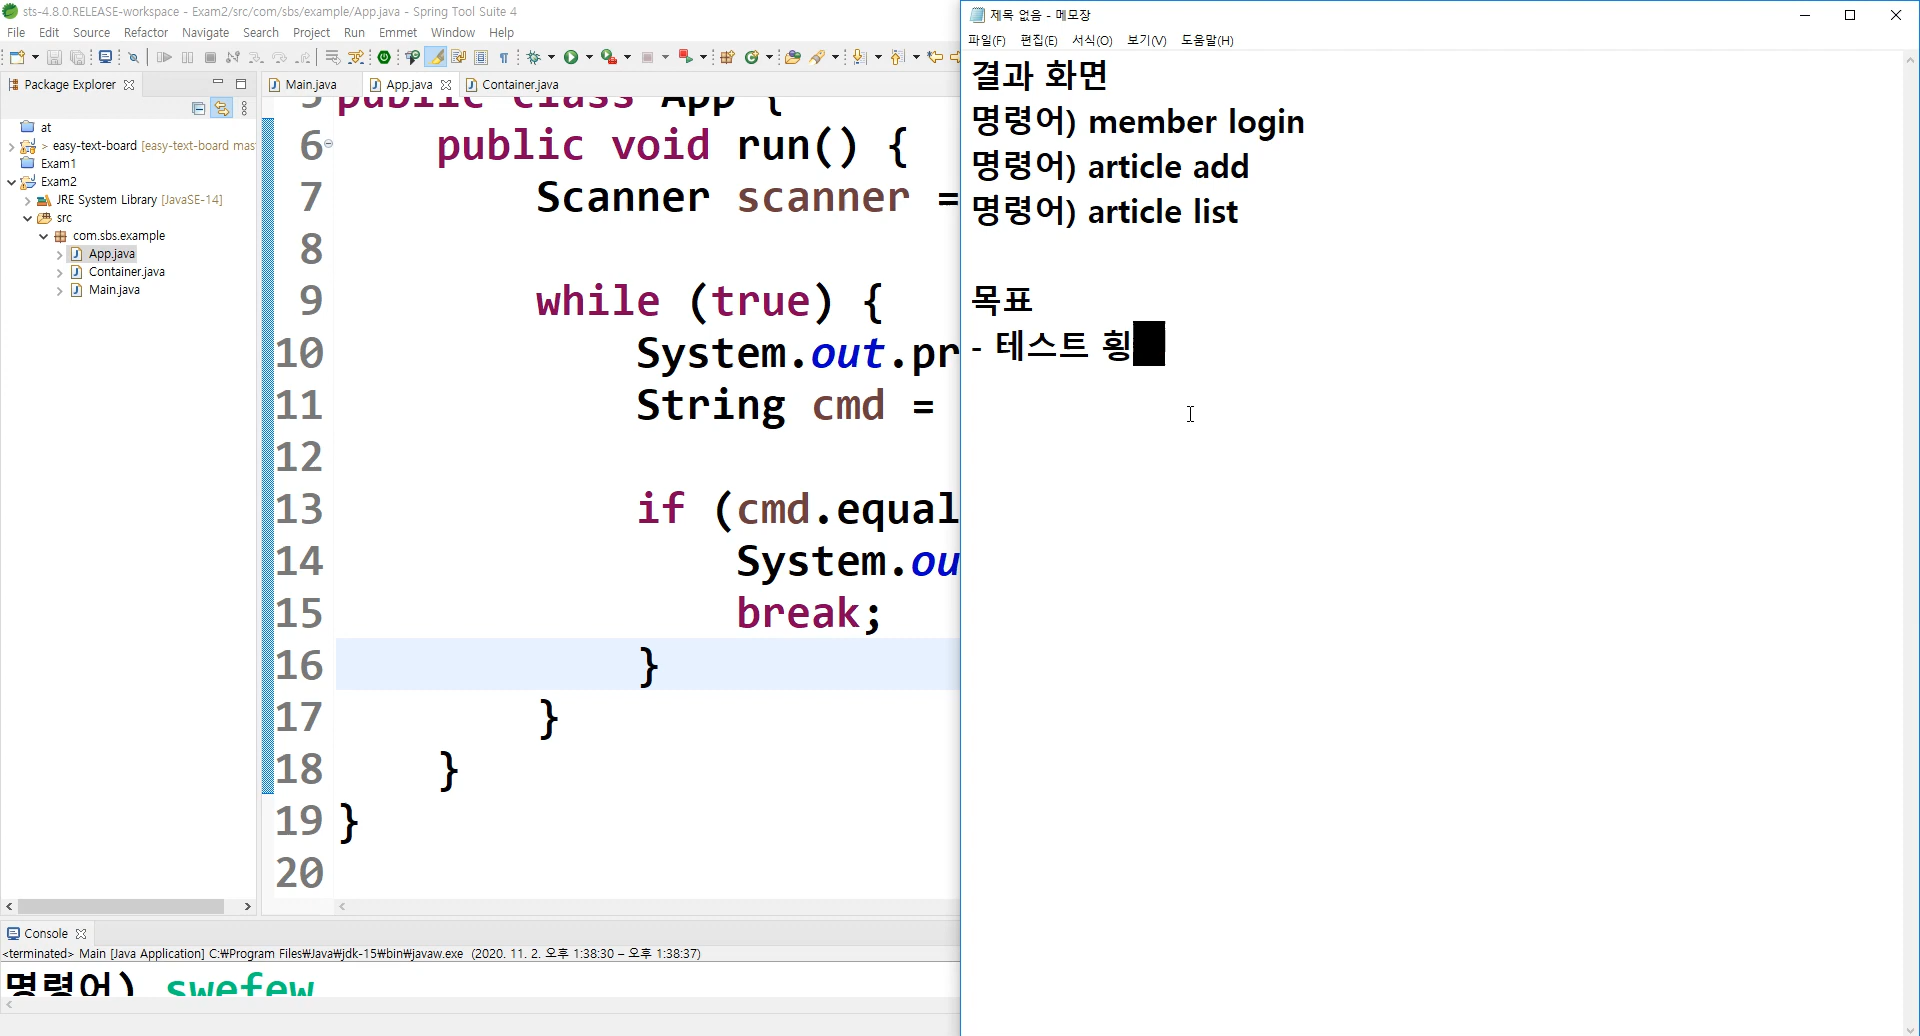 sts-4.8.0.RELEASE-workspace - Exam2/src/com/sbs/example/App.java - Spring Tool Suite 4
File Edit Source Refactor Navigate Search Project Run Emmet Window Help
Package Explorer
at
> easy-text-board [easy-text-board mas
Exam1
Exam2
JRE System Library [JavaSE-14]
src
com.sbs.example
App.java
Container.java
Main.java
Main.java App.java Container.java
5 public class App {
6 public void run() {
7 Scanner scanner =
8
9 while (true) {
10 System.out.pr
11 String cmd =
12
13 if (cmd.equal
14 System.ou
15 break;
16 }
17 }
18 }
19 }
20
Console
<terminated> Main [Java Application] C:₩Program Files₩Java₩jdk-15₩bin₩javaw.exe (2020. 11. 2. 오후 1:38:30 – 오후 1:38:37)
명령어) swefew
제목 없음 - 메모장
파일(F) 편집(E) 서식(O) 보기(V) 도움말(H)
결과 화면
명령어) member login
명령어) article add
명령어) article list
목표
- 테스트 횡